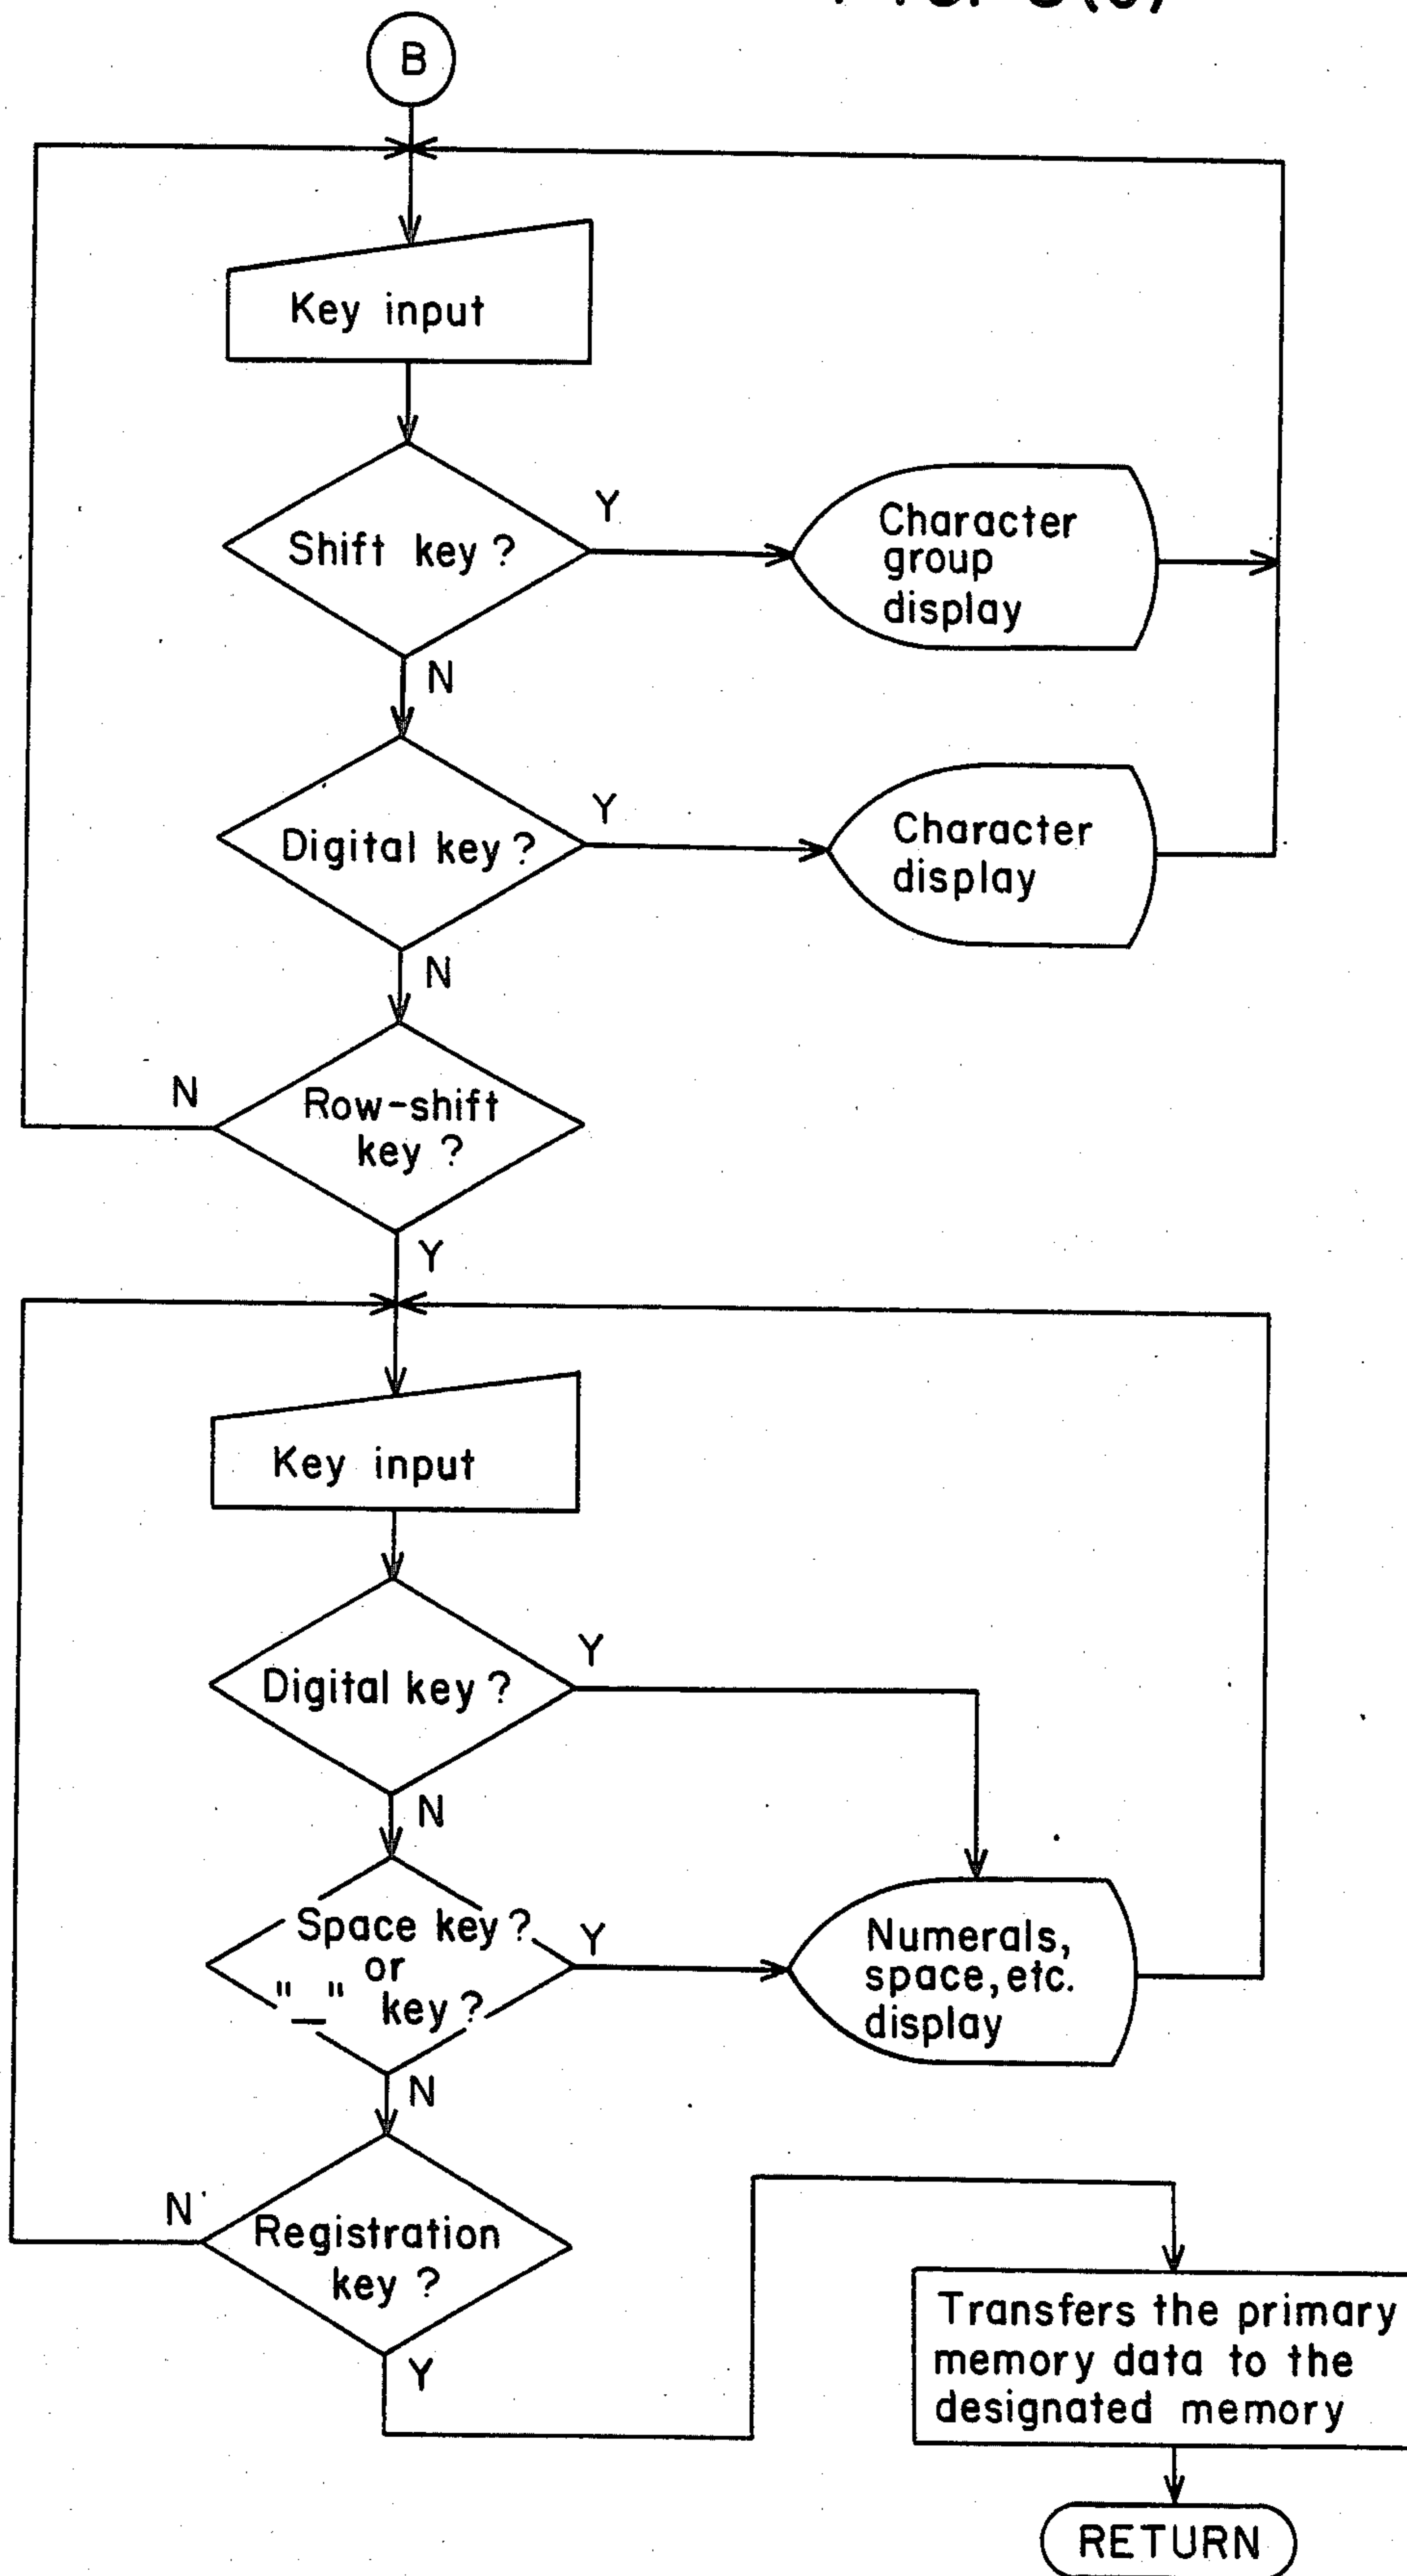 B
Key input
Shift key?
Y
Character
group
display
N
Digital key?
Y
Character
display
N
Row-shift
key?
N
Y
Key input
Digital key?
Y
N
Space key?
or
"_" key?
Y
Numerals,
space, etc.
display
N
Registration
key?
N
Y
Transfers the primary
memory data to the
designated memory
RETURN